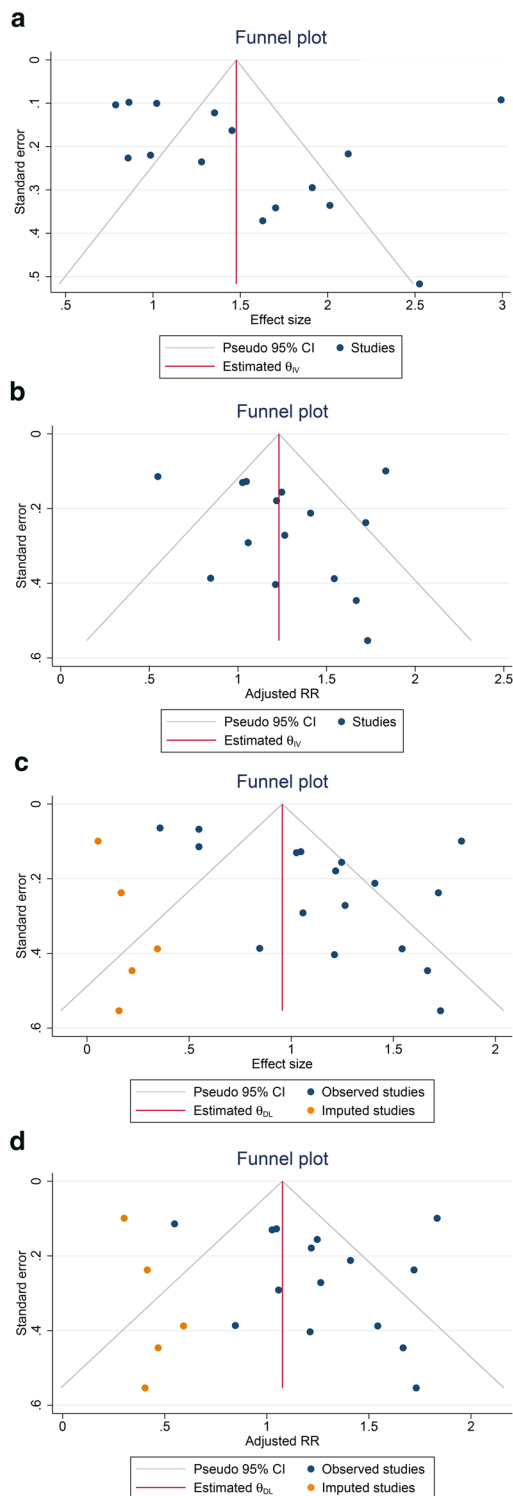 a
Funnel plot
Standard error
0
.1
.2
.3
.4
.5
.5 1 1.5 2 2.5 3
Effect size
Pseudo 95% CI Studies
Estimated θIV
b
Funnel plot
Standard error
0
.2
.4
.6
0 .5 1 1.5 2 2.5
Adjusted RR
Pseudo 95% CI Studies
Estimated θIV
c
Funnel plot
Standard error
0
.2
.4
.6
0 .5 1 1.5 2
Effect size
Pseudo 95% CI Observed studies
Estimated θDL Imputed studies
d
Funnel plot
Standard error
0
.2
.4
.6
0 .5 1 1.5 2
Adjusted RR
Pseudo 95% CI Observed studies
Estimated θDL Imputed studies